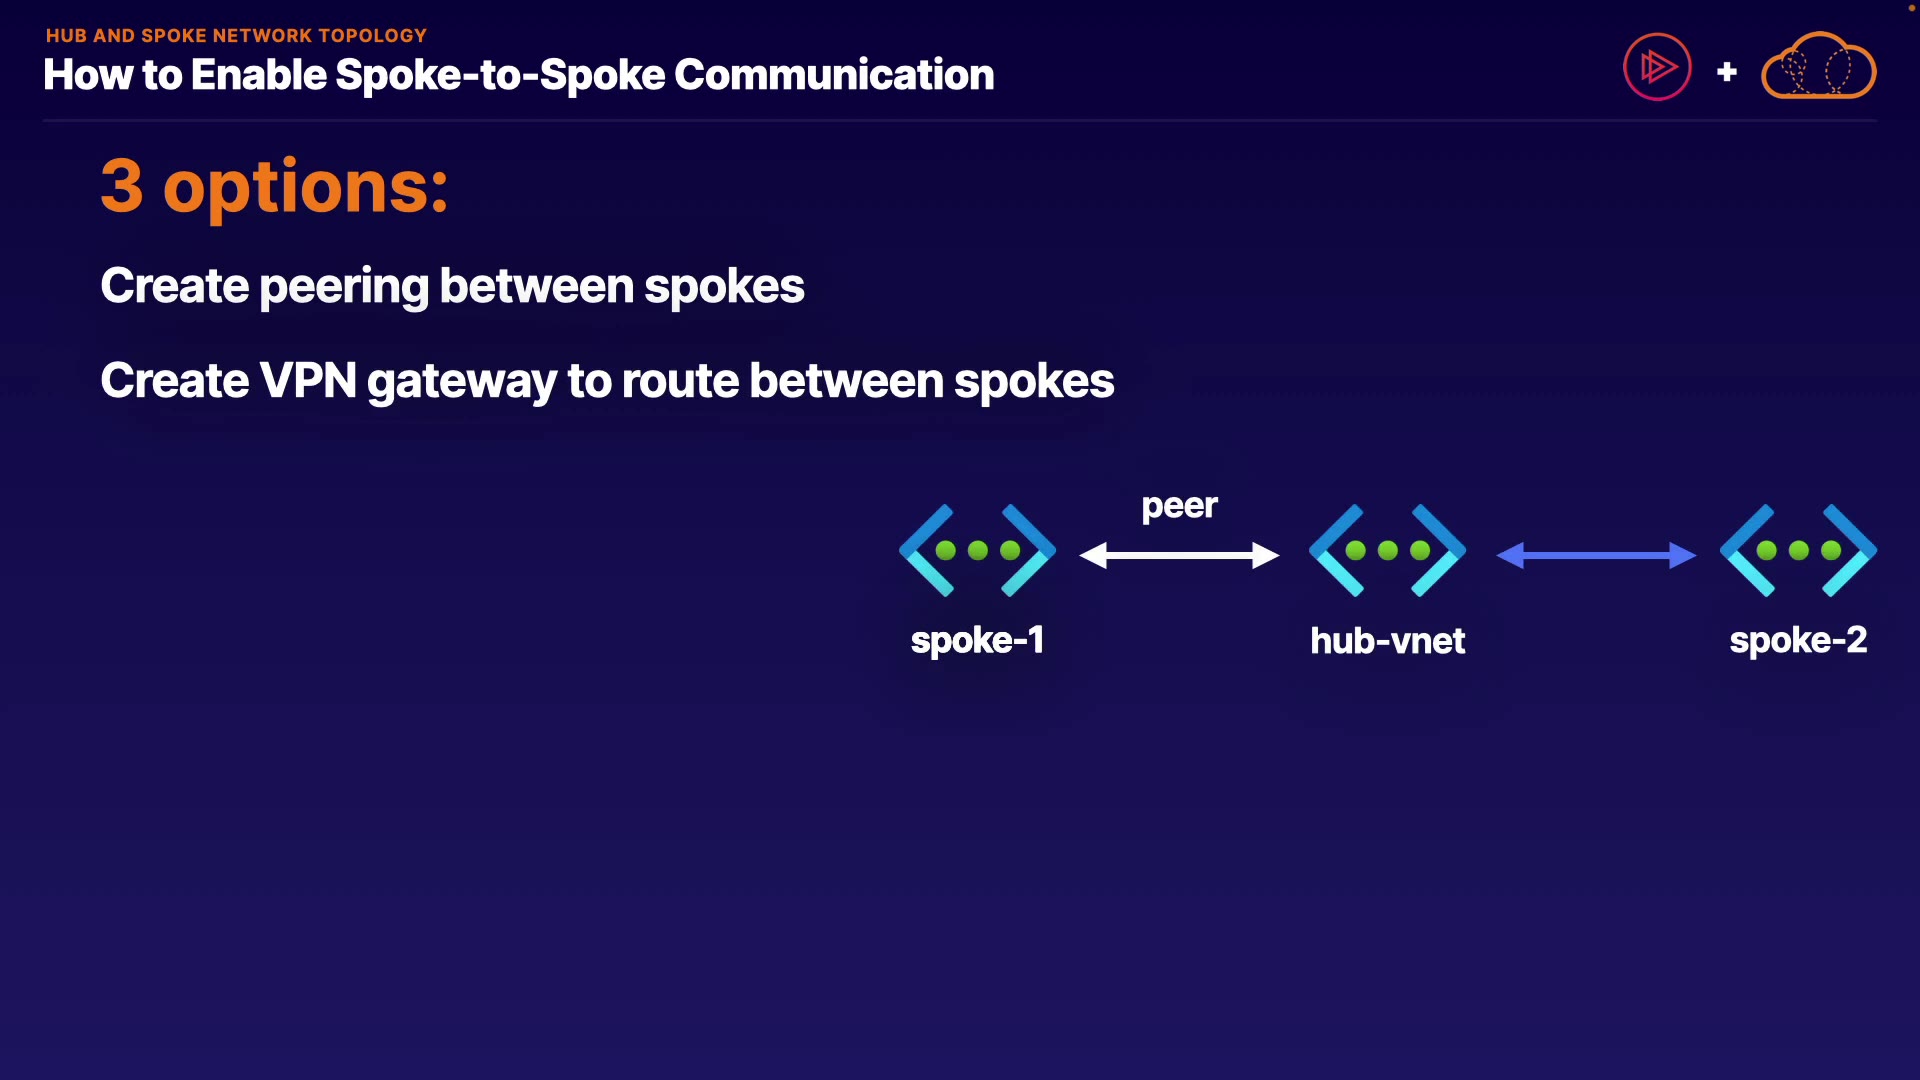 HUB AND SPOKE NETWORK TOPOLOGY
How to Enable Spoke-to-Spoke Communication
+
3 options:
Create peering between spokes
Create VPN gateway to route between spokes
peer
spoke-1
hub-vnet
spoke-2